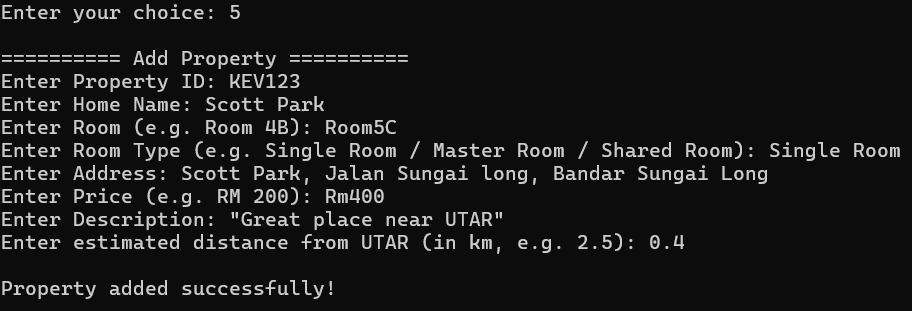 Enter your choice: 5
========== Add Property ==========
Enter Property ID: KEV123
Enter Home Name: Scott Park
Enter Room (e.g. Room 4B): Room5C
Enter Room Type (e.g. Single Room / Master Room / Shared Room): Single Room
Enter Address: Scott Park, Jalan Sungai long, Bandar Sungai Long
Enter Price (e.g. RM 200): Rm400
Enter Description: "Great place near UTAR"
Enter estimated distance from UTAR (in km, e.g. 2.5): 0.4
Property added successfully!